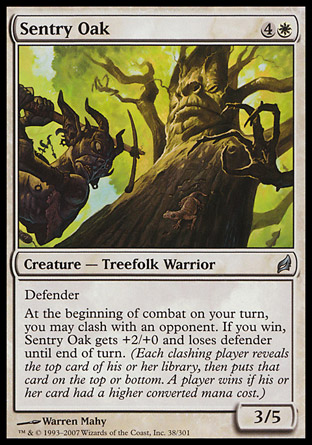 Sentry Oak 4
Creature — Treefolk Warrior
Defender
At the beginning of combat on your turn,
you may clash with an opponent. If you win,
Sentry Oak gets +2/+0 and loses defender
until end of turn. (Each clashing player reveals
the top card of his or her library, then puts that
card on the top or bottom. A player wins if his or
her card had a higher converted mana cost.)
Warren Mahy
™ & © 1993–2007 Wizards of the Coast, Inc. 38/301
3/5